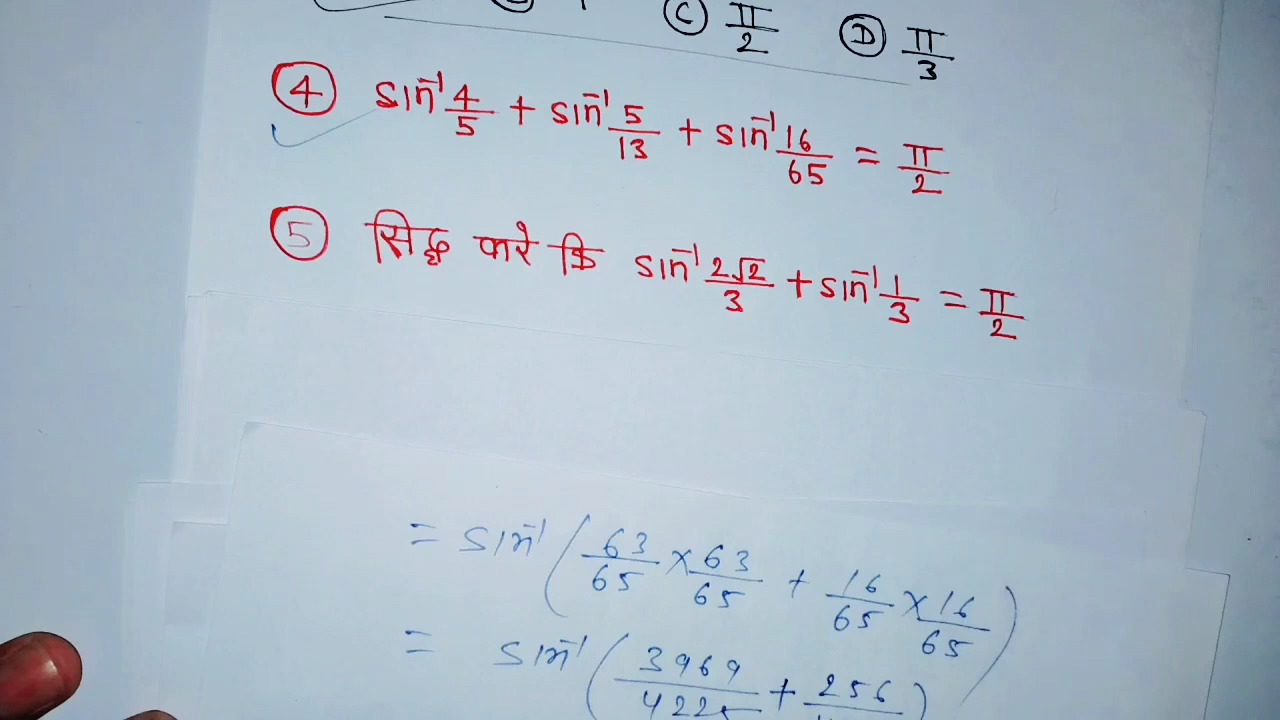 Ⓒ π/2 Ⓓ π/3
④ sin⁻¹ 4/5 + sin⁻¹ 5/13 + sin⁻¹ 16/65 = π/2
⑤ सिद्ध करे कि sin⁻¹ 2√2/3 + sin⁻¹ 1/3 = π/2
= sin⁻¹ ( 63/65 × 63/65 + 16/65 × 16/65 )
= sin⁻¹ ( 3969/4225 + 256/ )